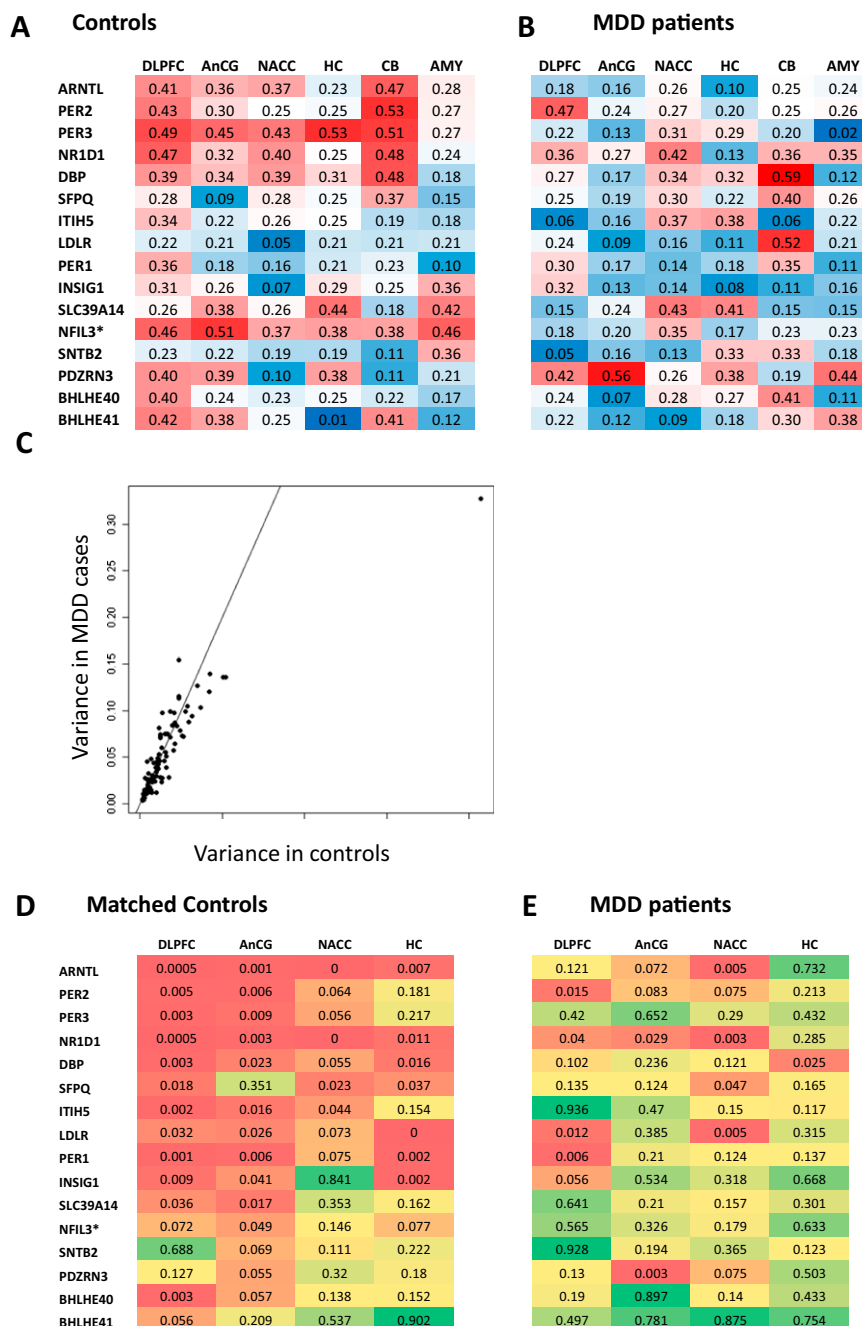 A Controls
B MDD patients
DLPFC AnCG NACC HC CB AMY
DLPFC AnCG NACC HC CB AMY
ARNTL 0.41 0.36 0.37 0.23 0.47 0.28 0.18 0.16 0.26 0.10 0.25 0.24
PER2 0.43 0.30 0.25 0.25 0.53 0.27 0.47 0.24 0.27 0.20 0.25 0.26
PER3 0.49 0.45 0.43 0.53 0.51 0.27 0.22 0.13 0.31 0.29 0.20 0.02
NR1D1 0.47 0.32 0.40 0.25 0.48 0.24 0.36 0.27 0.42 0.13 0.36 0.35
DBP 0.39 0.34 0.39 0.31 0.48 0.18 0.27 0.17 0.34 0.32 0.59 0.12
SFPQ 0.28 0.09 0.28 0.25 0.37 0.15 0.25 0.19 0.30 0.22 0.40 0.26
ITIH5 0.34 0.22 0.26 0.25 0.19 0.18 0.06 0.16 0.37 0.38 0.06 0.22
LDLR 0.22 0.21 0.05 0.21 0.21 0.21 0.24 0.09 0.16 0.11 0.52 0.21
PER1 0.36 0.18 0.16 0.21 0.23 0.10 0.30 0.17 0.14 0.18 0.35 0.11
INSIG1 0.31 0.26 0.07 0.29 0.25 0.36 0.32 0.13 0.14 0.08 0.11 0.16
SLC39A14 0.26 0.38 0.26 0.44 0.18 0.42 0.15 0.24 0.43 0.41 0.15 0.15
NFIL3* 0.46 0.51 0.37 0.38 0.38 0.46 0.18 0.20 0.35 0.17 0.23 0.23
SNTB2 0.23 0.22 0.19 0.19 0.11 0.36 0.05 0.16 0.13 0.33 0.33 0.18
PDZRN3 0.40 0.39 0.10 0.38 0.11 0.21 0.42 0.56 0.26 0.38 0.19 0.44
BHLHE40 0.40 0.24 0.23 0.25 0.22 0.17 0.24 0.07 0.28 0.27 0.41 0.11
BHLHE41 0.42 0.38 0.25 0.01 0.41 0.12 0.22 0.12 0.09 0.18 0.30 0.38
C
Variance in MDD cases
0.30
0.25
0.20
0.15
0.10
0.05
0.00
Variance in controls
D Matched Controls
E MDD patients
DLPFC AnCG NACC HC
DLPFC AnCG NACC HC
ARNTL 0.0005 0.001 0 0.007 0.121 0.072 0.005 0.732
PER2 0.005 0.006 0.064 0.181 0.015 0.083 0.075 0.213
PER3 0.003 0.009 0.056 0.217 0.42 0.652 0.29 0.432
NR1D1 0.0005 0.003 0 0.011 0.04 0.029 0.003 0.285
DBP 0.003 0.023 0.055 0.016 0.102 0.236 0.121 0.025
SFPQ 0.018 0.351 0.023 0.037 0.135 0.124 0.047 0.165
ITIH5 0.002 0.016 0.044 0.154 0.936 0.47 0.15 0.117
LDLR 0.032 0.026 0.073 0 0.012 0.385 0.005 0.315
PER1 0.001 0.006 0.075 0.002 0.006 0.21 0.124 0.137
INSIG1 0.009 0.041 0.841 0.002 0.056 0.534 0.318 0.668
SLC39A14 0.036 0.017 0.353 0.162 0.641 0.21 0.157 0.301
NFIL3* 0.072 0.049 0.146 0.077 0.565 0.326 0.179 0.633
SNTB2 0.688 0.069 0.111 0.222 0.928 0.194 0.365 0.123
PDZRN3 0.127 0.055 0.32 0.18 0.13 0.003 0.075 0.503
BHLHE40 0.003 0.057 0.138 0.152 0.19 0.897 0.14 0.433
BHLHE41 0.056 0.209 0.537 0.902 0.497 0.781 0.875 0.754